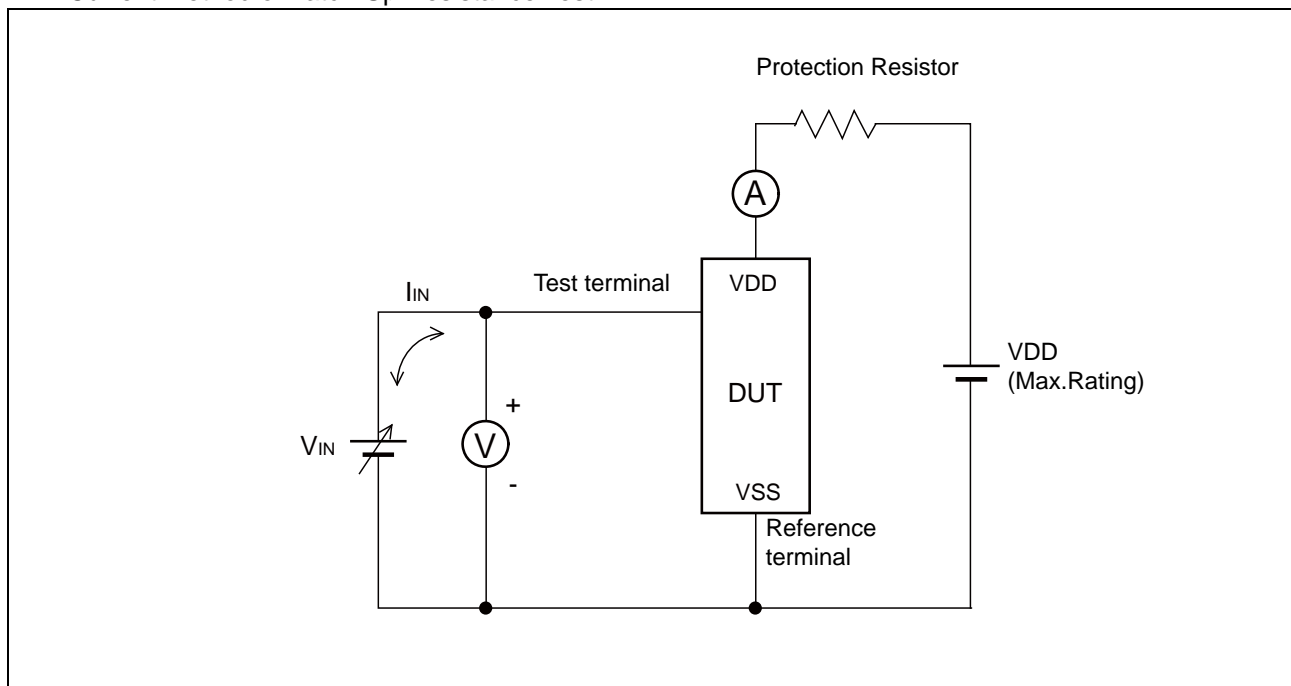 Protection Resistor
A
Test terminal
VDD
IIN
VDD
(Max.Rating)
DUT
+
VIN
V
-
VSS
Reference
terminal